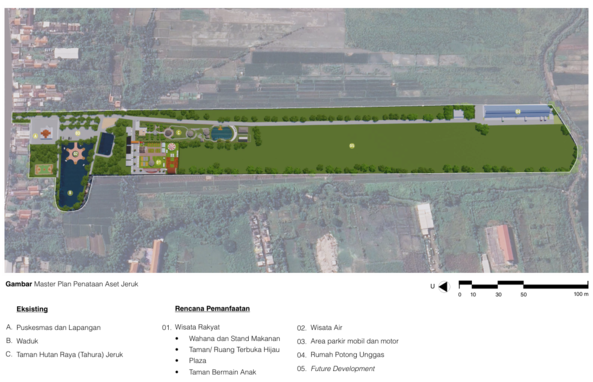 Gambar Master Plan Penataan Aset Jeruk
U
0 10 30 50 100 m
Eksisting
A. Puskesmas dan Lapangan
B. Waduk
C. Taman Hutan Raya (Tahura) Jeruk
Rencana Pemanfaatan
01. Wisata Rakyat
• Wahana dan Stand Makanan
• Taman/ Ruang Terbuka Hijau
• Plaza
• Taman Bermain Anak
02. Wisata Air
03. Area parkir mobil dan motor
04. Rumah Potong Unggas
05. Future Development